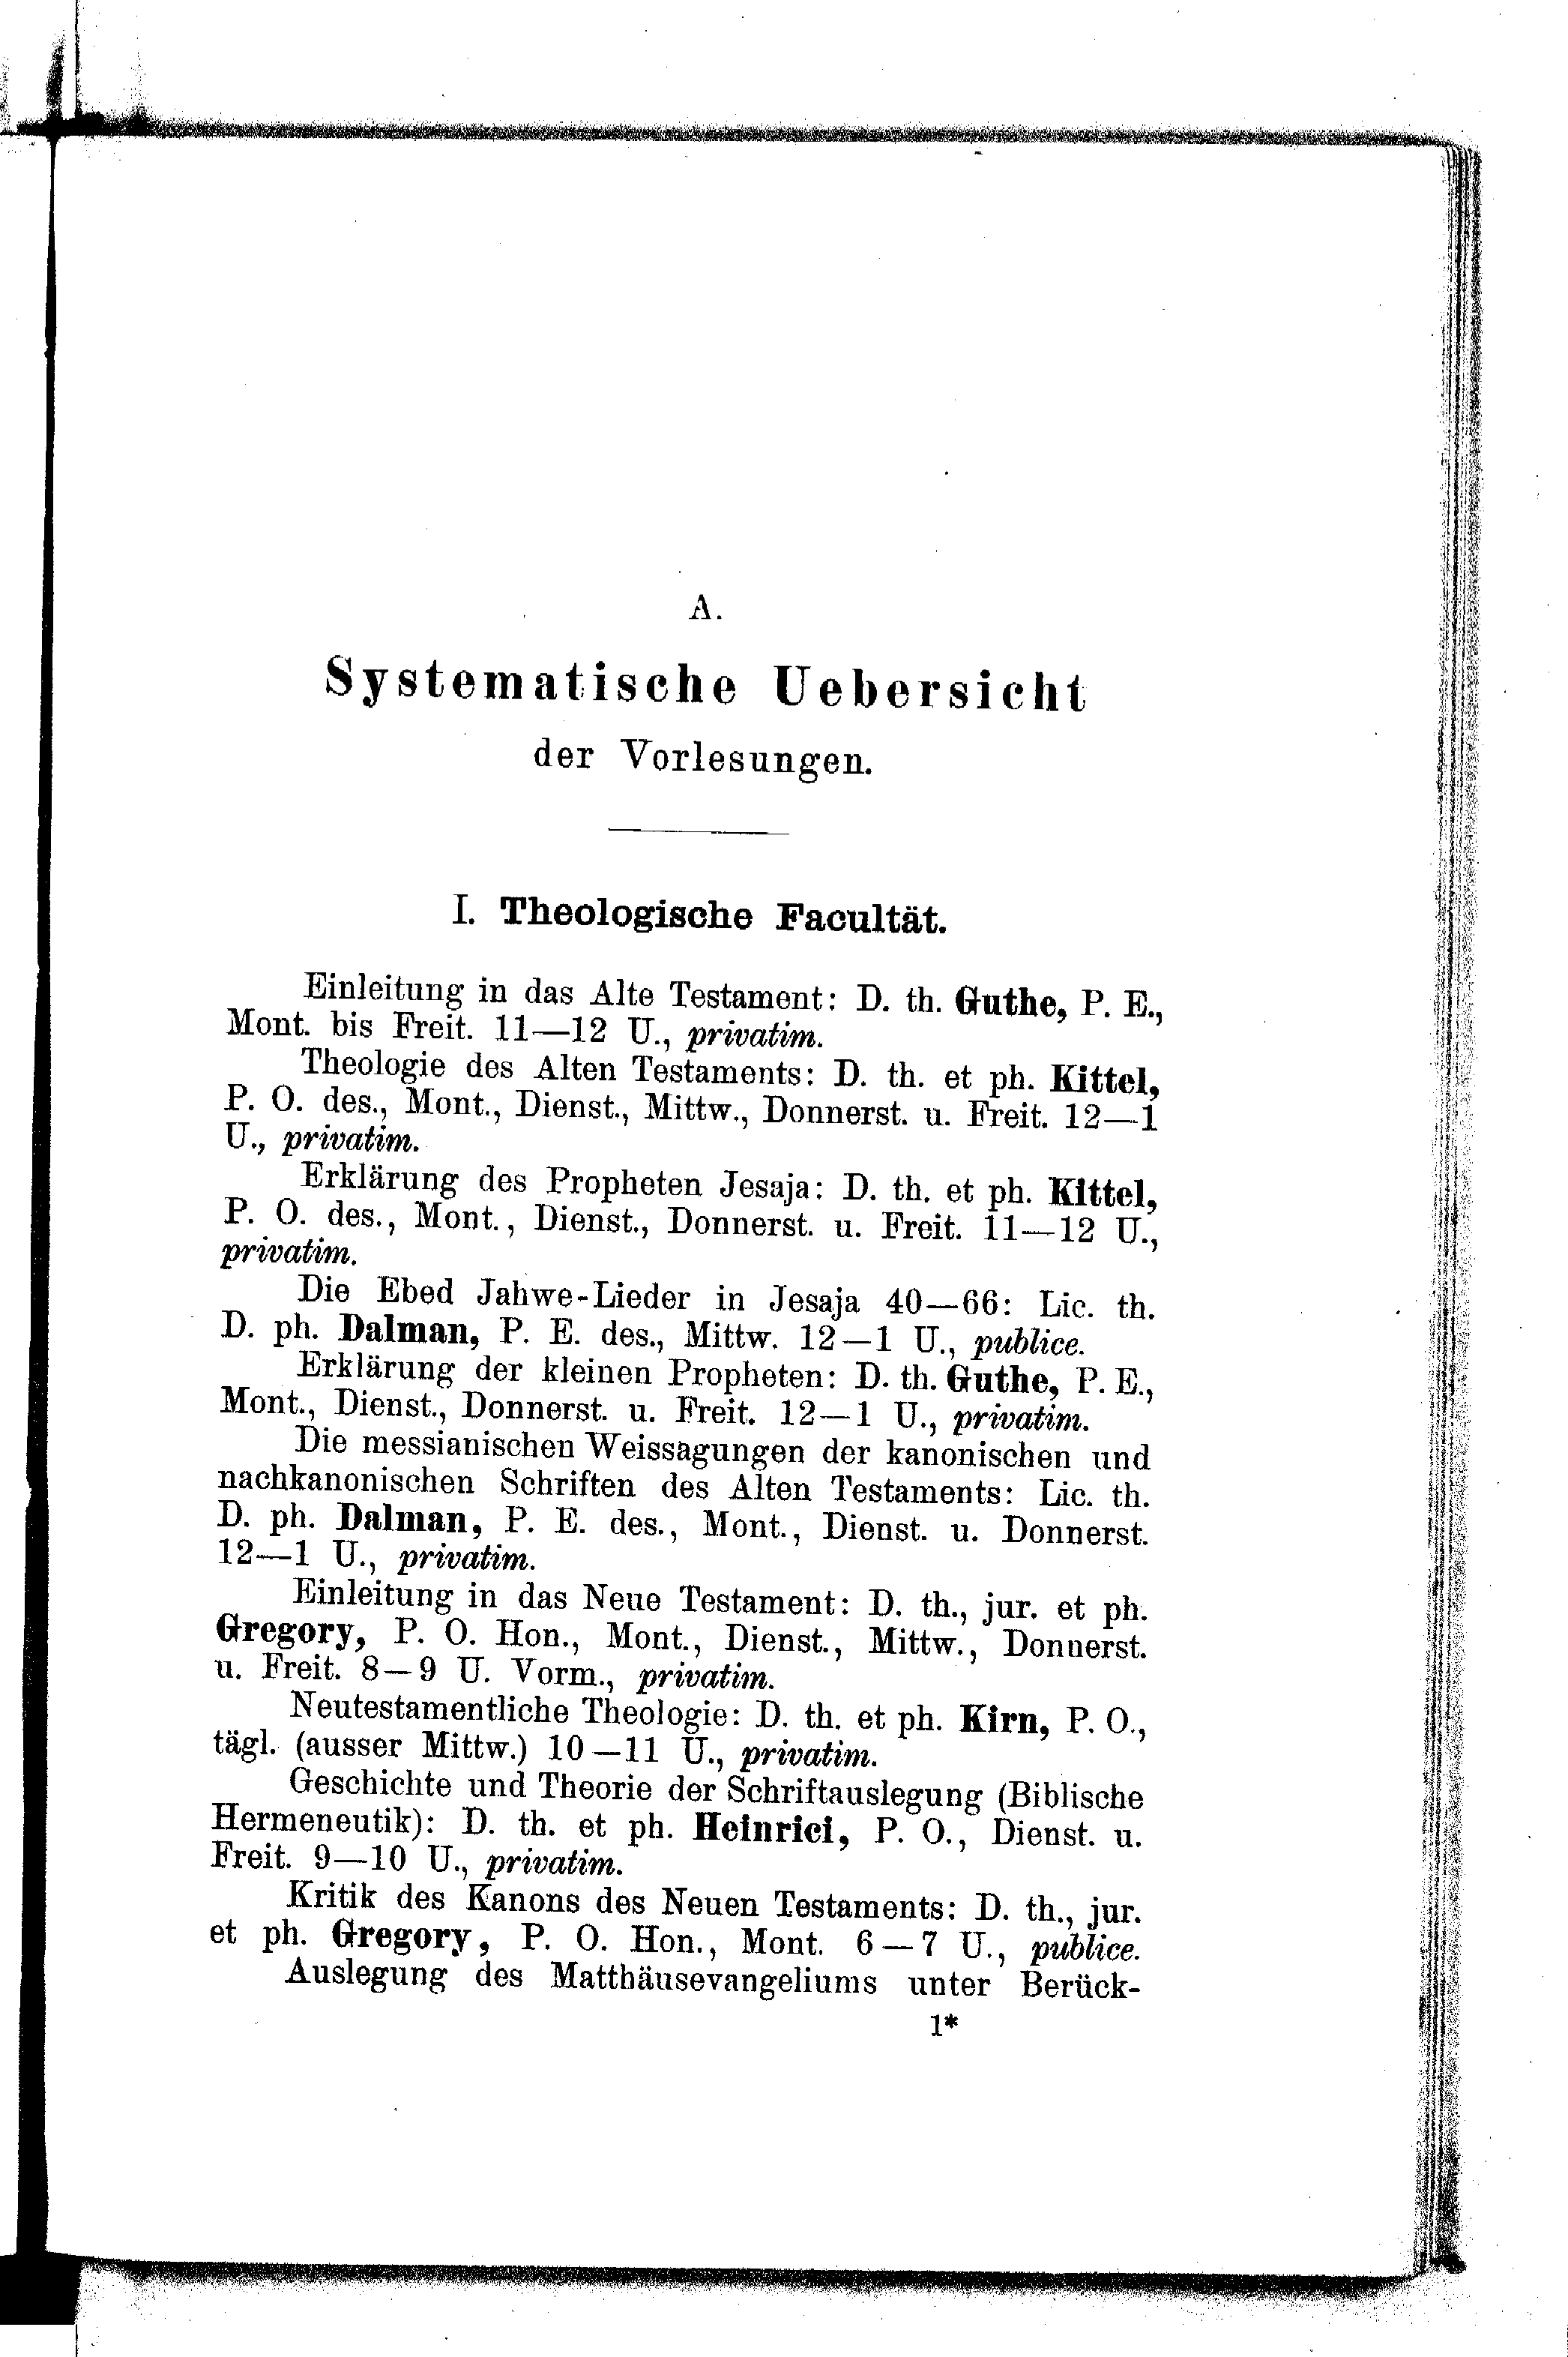 A.
Systematische Uebersicht
der Vorlesungen.
I. Theologische Facultät.
Einleitung in das Alte Testament: D. th. Guthe, P. E.,
Mont. bis Freit. 11—12 U., privatim.
Theologie des Alten Testaments: D. th. et ph. Kittel,
P. O. des., Mont., Dienst., Mittw., Donnerst. u. Freit. 12—1
U., privatim.
Erklärung des Propheten Jesaja: D. th. et ph. Kittel,
P. O. des., Mont., Dienst., Donnerst. u. Freit. 11—12 U.,
privatim.
Die Ebed Jahwe-Lieder in Jesaja 40—66: Lic. th.
D. ph. Dalman, P. E. des., Mittw. 12—1 U., publice.
Erklärung der kleinen Propheten: D. th. Guthe, P. E.,
Mont., Dienst., Donnerst. u. Freit. 12—1 U., privatim.
Die messianischen Weissagungen der kanonischen und
nachkanonischen Schriften des Alten Testaments: Lic. th.
D. ph. Dalman, P. E. des., Mont., Dienst. u. Donnerst.
12—1 U., privatim.
Einleitung in das Neue Testament: D. th., jur. et ph.
Gregory, P. O. Hon., Mont., Dienst., Mittw., Donnerst.
u. Freit. 8—9 U. Vorm., privatim.
Neutestamentliche Theologie: D. th. et ph. Kirn, P. O.,
tägl. (ausser Mittw.) 10—11 U., privatim.
Geschichte und Theorie der Schriftauslegung (Biblische
Hermeneutik): D. th. et ph. Heinrici, P. O., Dienst. u.
Freit. 9—10 U., privatim.
Kritik des Kanons des Neuen Testaments: D. th., jur.
et ph. Gregory, P. O. Hon., Mont. 6—7 U., publice.
Auslegung des Matthäusevangeliums unter Berück-
1*